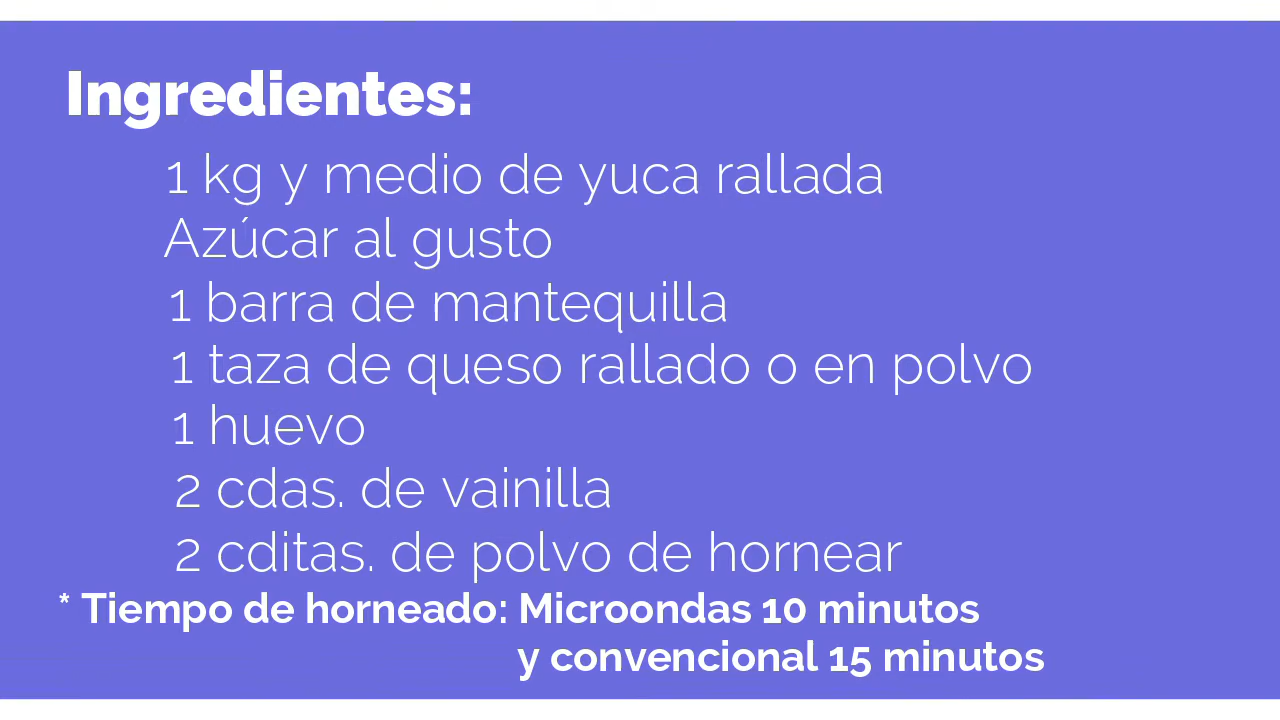 Ingredientes:
1 kg y medio de yuca rallada
Azúcar al gusto
1 barra de mantequilla
1 taza de queso rallado o en polvo
1 huevo
2 cdas. de vainilla
2 cditas. de polvo de hornear
* Tiempo de horneado: Microondas 10 minutos
y convencional 15 minutos